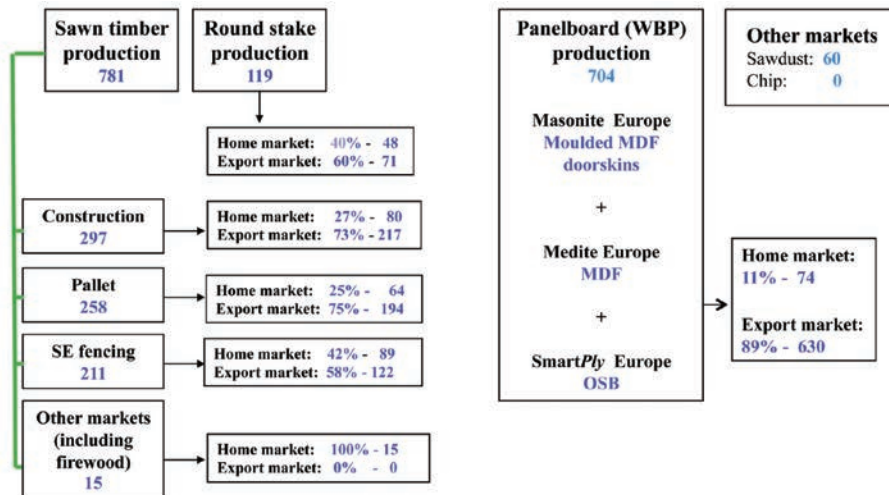 Sawn timber
production
781
Round stake
production
119
Home market: 40% - 48
Export market: 60% - 71
Construction
297
Home market: 27% - 80
Export market: 73% - 217
Pallet
258
Home market: 25% - 64
Export market: 75% - 194
SE fencing
211
Home market: 42% - 89
Export market: 58% - 122
Other markets
(including
firewood)
15
Home market: 100% - 15
Export market: 0% - 0
Panelboard (WBP)
production
704
Masonite Europe
Moulded MDF
doorskins
+
Medite Europe
MDF
+
SmartPly Europe
OSB
Home market:
11% - 74
Export market:
89% - 630
Other markets
Sawdust: 60
Chip: 0